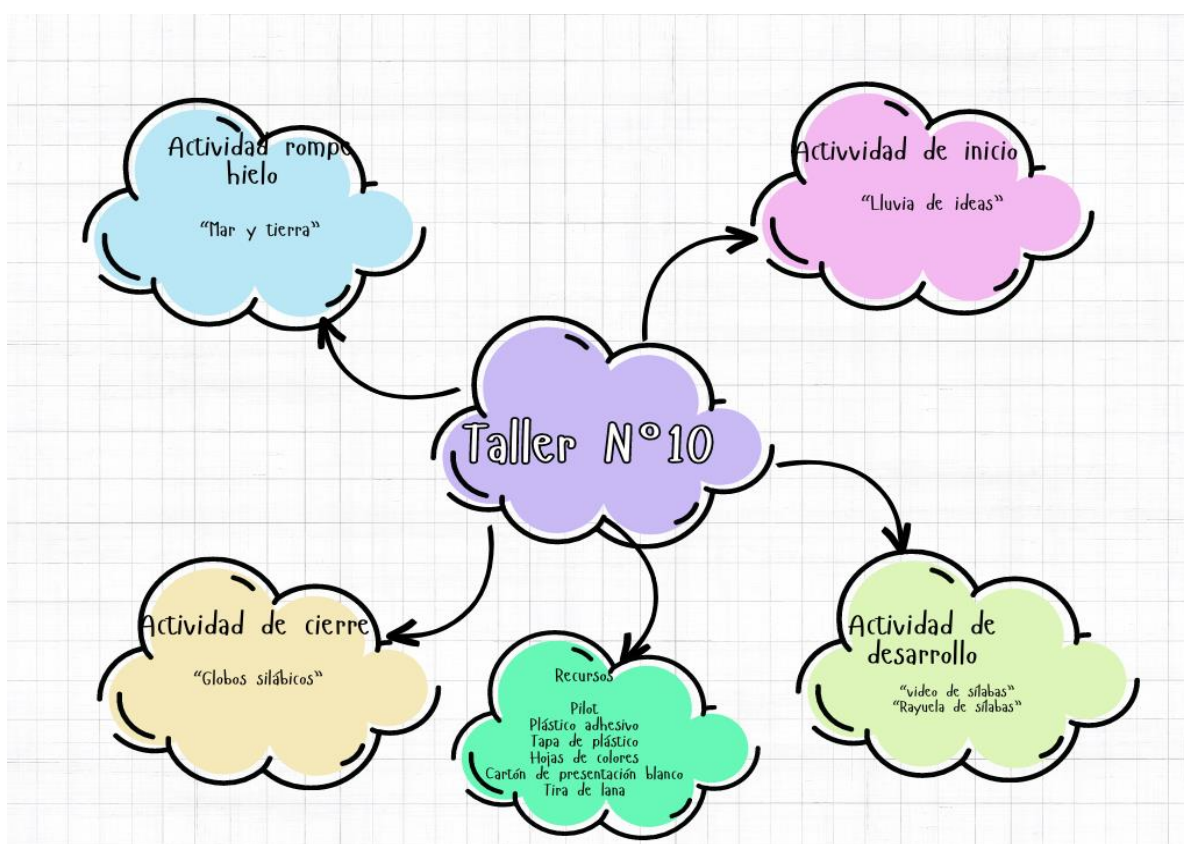 Actividad rompe
hielo
“Mar y tierra”
Activvidad de inicio
“Lluvia de ideas”
Taller N°10
Actividad de cierre
“Globos silábicos”
Recursos
Pilot
Plástico adhesivo
Tapa de plástico
Hojas de colores
Cartón de presentación blanco
Tira de lana
Actividad de
desarrollo
“video de sílabas”
“Rayuela de sílabas”